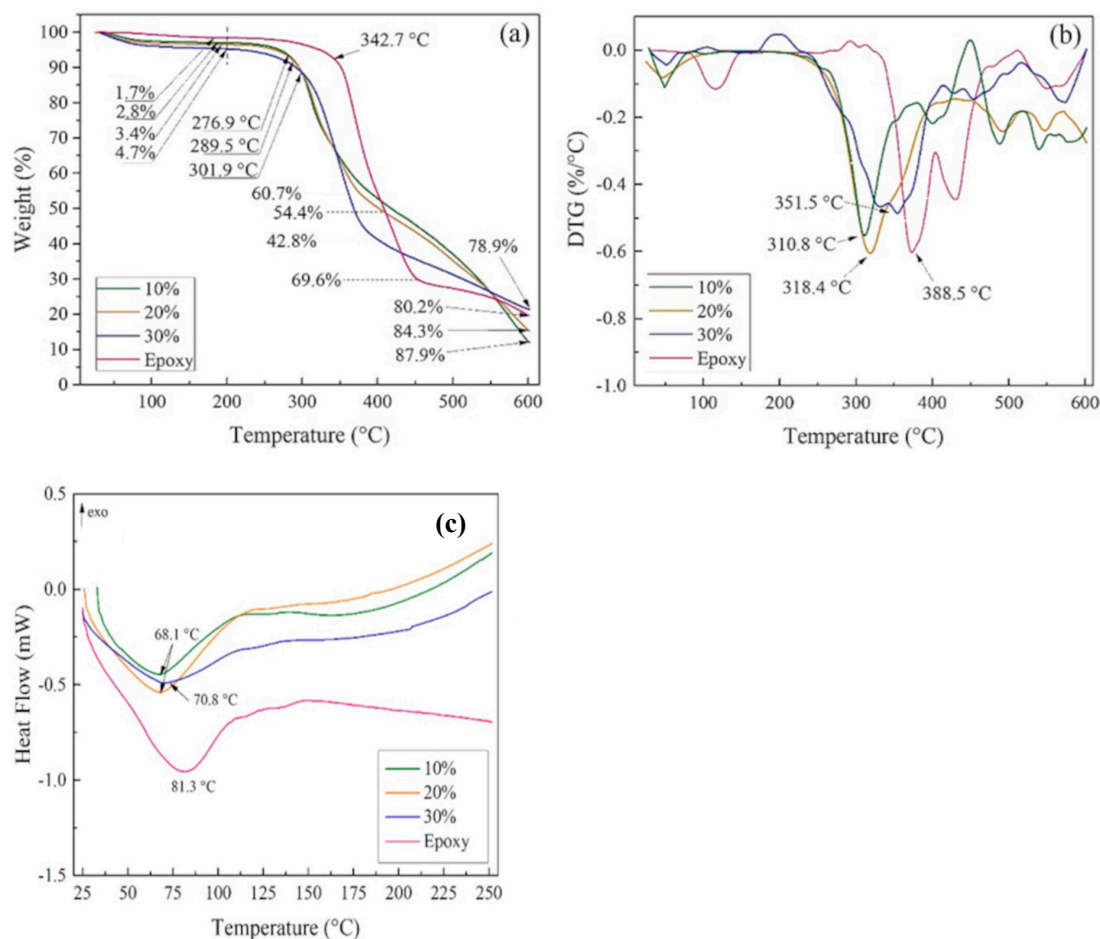 (a)
100
90
80
70
60
50
40
30
20
10
0
Weight (%)
342.7 °C
1.7%
2.8%
3.4%
4.7%
276.9 °C
289.5 °C
301.9 °C
60.7%
54.4%
42.8%
69.6%
78.9%
80.2%
84.3%
87.9%
10%
20%
30%
Epoxy
100 200 300 400 500 600
Temperature (°C)
(b)
0.0
-0.2
-0.4
-0.6
-0.8
-1.0
DTG (%/°C)
351.5 °C
310.8 °C
318.4 °C
388.5 °C
10%
20%
30%
Epoxy
100 200 300 400 500 600
Temperature (°C)
(c)
exo
0.5
0.0
-0.5
-1.0
-1.5
Heat Flow (mW)
68.1 °C
70.8 °C
81.3 °C
10%
20%
30%
Epoxy
25 50 75 100 125 150 175 200 225 250
Temperature (°C)